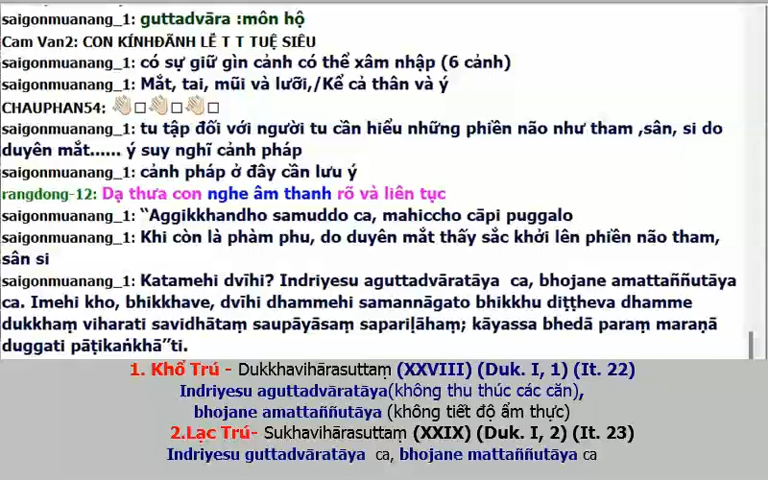 saigonmuanang_1: guttadvāra :môn hộ
Cam Van2: CON KÍNHĐÃNH LỄ T T TUỆ SIÊU
saigonmuanang_1: có sự giữ gìn cảnh có thể xâm nhập (6 cảnh)
saigonmuanang_1: Mắt, tai, mũi và lưỡi,/Kể cả thân và ý
CHAUPHAN54: 👋🏻□👋🏻□👋🏻□
saigonmuanang_1: tu tập đối với người tu cần hiểu những phiền não như tham ,sân, si do
duyên mắt...... ý suy nghĩ cảnh pháp
saigonmuanang_1: cảnh pháp ở đây cần lưu ý
rangdong-12: Dạ thưa con nghe âm thanh rõ và liên tục
saigonmuanang_1: “Aggikkhandho samuddo ca, mahiccho cāpi puggalo
saigonmuanang_1: Khi còn là phàm phu, do duyên mắt thấy sắc khởi lên phiền não tham,
sân si
saigonmuanang_1: Katamehi dvīhi? Indriyesu aguttadvāratāya ca, bhojane amattaññutāya
ca. Imehi kho, bhikkhave, dvīhi dhammehi samannāgato bhikkhu diṭṭheva dhamme
dukkhaṃ viharati savidhātaṃ saupāyāsaṃ sapariḷāhaṃ; kāyassa bhedā paraṃ maraṇā
duggati pāṭikaṅkhā”ti.
1. Khổ Trú - Dukkhavihārasuttaṃ (XXVIII) (Duk. I, 1) (It. 22)
Indriyesu aguttadvāratāya(không thu thúc các căn),
bhojane amattaññutāya (không tiết độ ẩm thực)
2.Lạc Trú- Sukhavihārasuttaṃ (XXIX) (Duk. I, 2) (It. 23)
Indriyesu guttadvāratāya ca, bhojane mattaññutāya ca